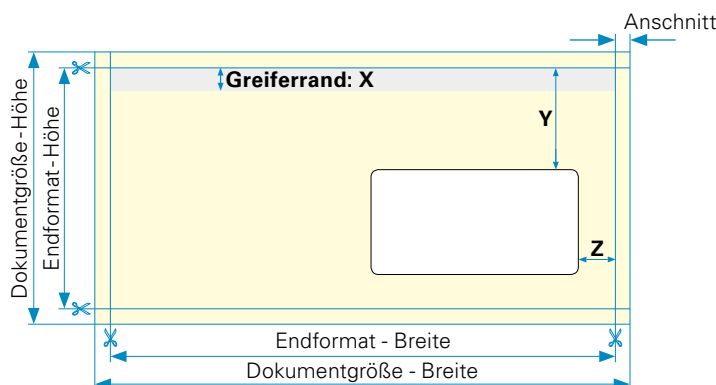 Anschnitt
Greiferrand: X
Y
Dokumentgröße - Höhe
Endformat - Höhe
Z
Endformat - Breite
Dokumentgröße - Breite